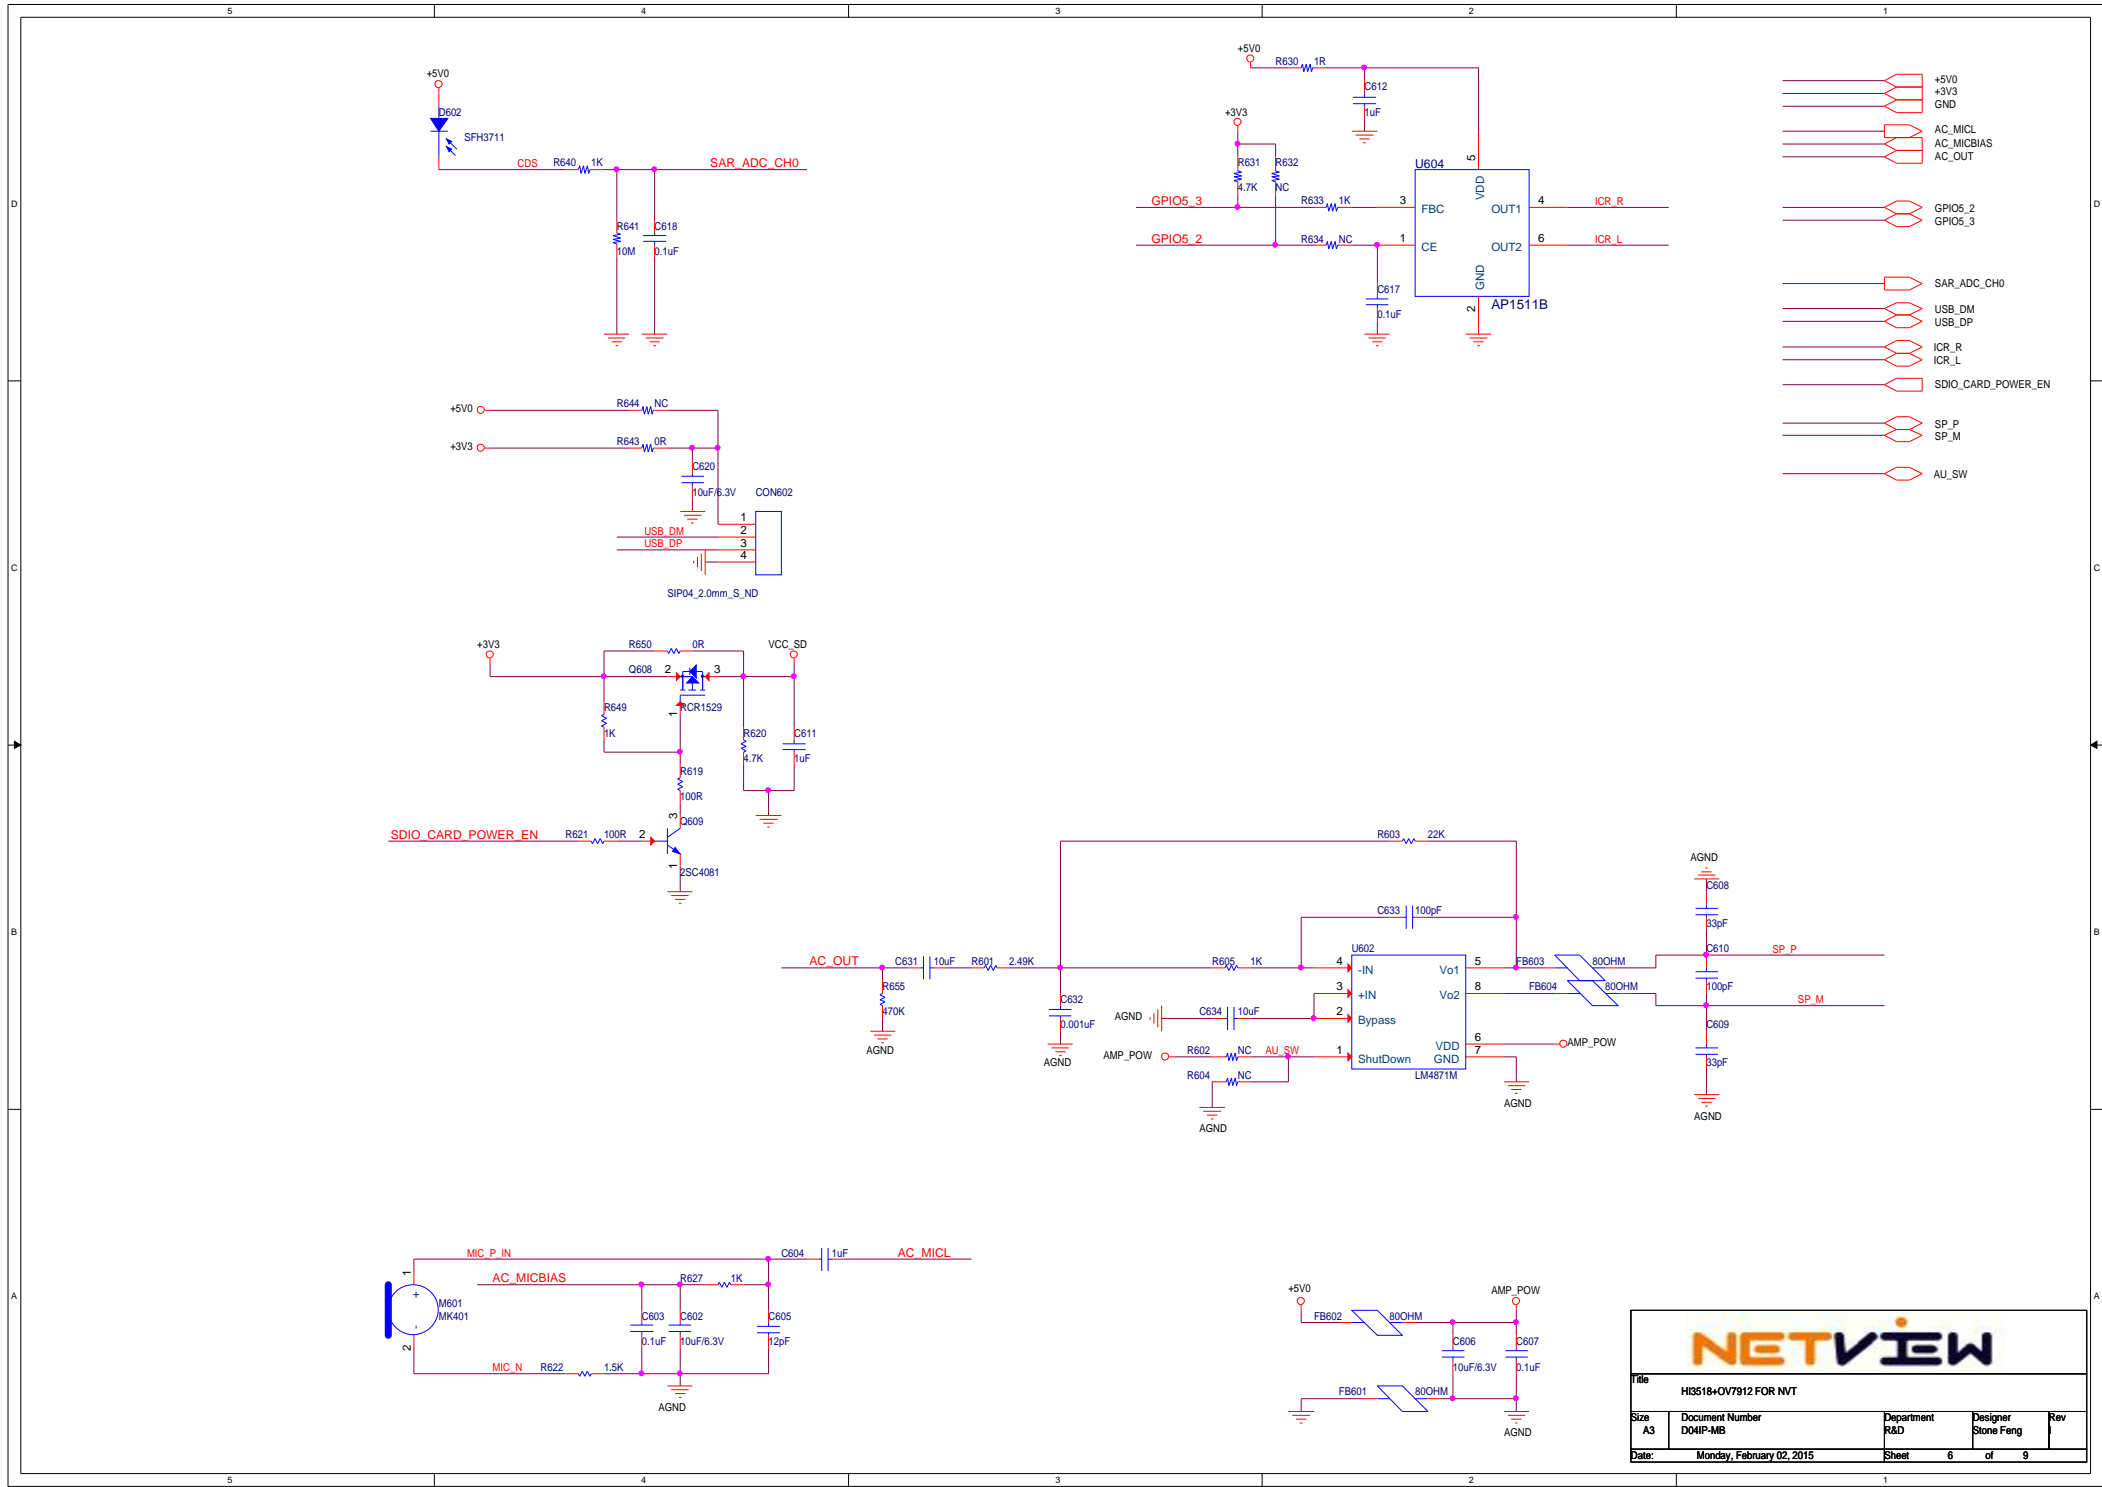 5 4 3 2 1
D
C
B
A
+5V0
D602
SFH3711
CDS R640 1K SAR_ADC_CH0
R641
10M
C618
0.1uF
+5V0
R630 1R
C612
1uF
+3V3
R631
4.7K
R632
NC
U604
5
VDD
GPIO5_3 R633 1K 3 FBC OUT1 4 ICR_R
GPIO5_2 R634 NC 1 CE OUT2 6 ICR_L
GND
2
AP1511B
C617
0.1uF
+5V0
+3V3
GND
AC_MICL
AC_MICBIAS
AC_OUT
GPIO5_2
GPIO5_3
SAR_ADC_CH0
USB_DM
USB_DP
ICR_R
ICR_L
SDIO_CARD_POWER_EN
SP_P
SP_M
AU_SW
+5V0 R644 NC
+3V3 R643 0R
C620
10uF/6.3V
CON602
1
USB_DM 2
USB_DP 3
4
SIP04_2.0mm_S_ND
+3V3 R650 0R VCC_SD
Q608 2 3
1
RCR1529
R649
1K
R620
4.7K
C611
1uF
R619
100R
3
Q609
SDIO_CARD_POWER_EN R621 100R 2
1
2SC4081
R603 22K
C633 100pF
AC_OUT C631 10uF R601 2.49K R605 1K
R655
470K
AGND
C632
0.001uF
AGND
U602
4 -IN Vo1 5
3 +IN Vo2 8
2 Bypass
VDD 6
1 ShutDown GND 7
LM4871M
AGND C634 10uF
AMP_POW R602 NC AU_SW
R604 NC
AGND
AMP_POW
AGND
FB603 80OHM
FB604 80OHM
AGND
C608
33pF
C610
100pF
C609
33pF
AGND
SP_P
SP_M
MIC_P_IN C604 1uF AC_MICL
AC_MICBIAS R627 1K
1
+
M601
MK401
-
2
C603
0.1uF
C602
10uF/6.3V
C605
12pF
MIC_N R622 1.5K
AGND
+5V0 AMP_POW
FB602 80OHM
C606
10uF/6.3V
C607
0.1uF
FB601 80OHM
AGND
NETVIEW
Title
HI3518+OV7912 FOR NVT
Size Document Number Department Designer Rev
A3 D04IP-MB R&D Stone Feng
Date: Monday, February 02, 2015 Sheet 6 of 9
5 4 3 2 1
D
C
B
A